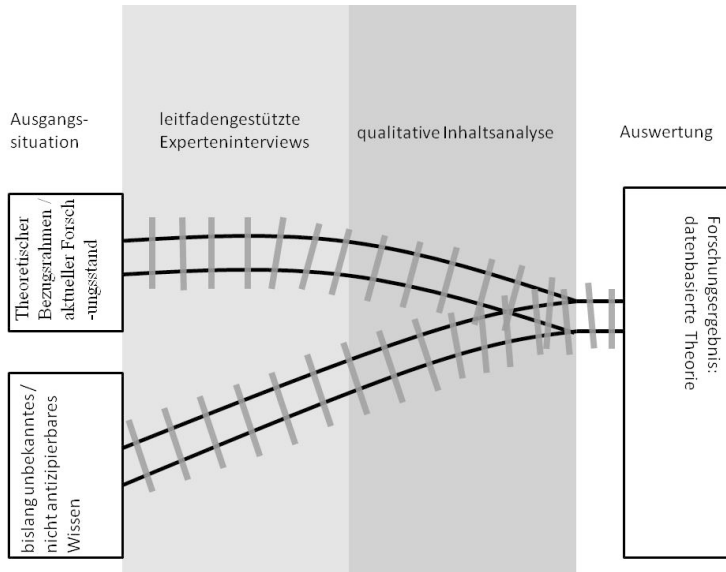 Ausgangs-
situation
leitfadengestützte
Experteninterviews
qualitative Inhaltsanalyse
Auswertung
Theoretischer
Bezugsrahmen /
aktueller Forsch
-ungsstand
bislang unbekanntes /
nicht antizipierbares
Wissen
Forschungsergebnis:
datenbasierte Theorie